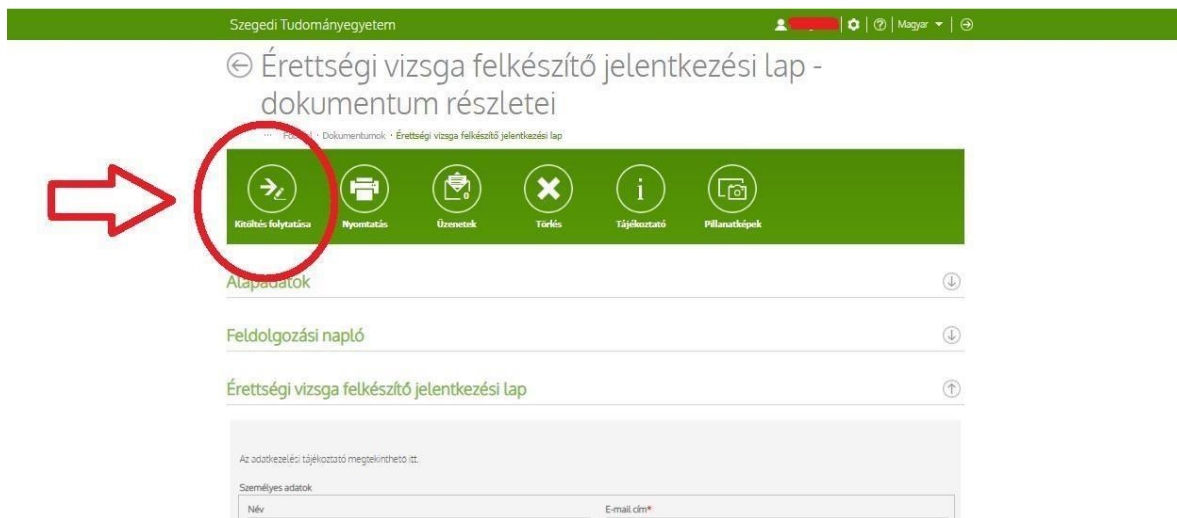 Szegedi Tudományegyetem
Magyar
Érettségi vizsga felkészítő jelentkezési lap -
dokumentum részletei
Dokumentumok · Érettségi vizsga felkészítő jelentkezési lap
Kitöltés folytatása Nyomtatás Üzenetek Törlés Tájékoztató Pillanatképek
Alapadatok
Feldolgozási napló
Érettségi vizsga felkészítő jelentkezési lap
Az adatkezelési tájékoztató megtekinthető itt.
Személyes adatok
Név E-mail cím*